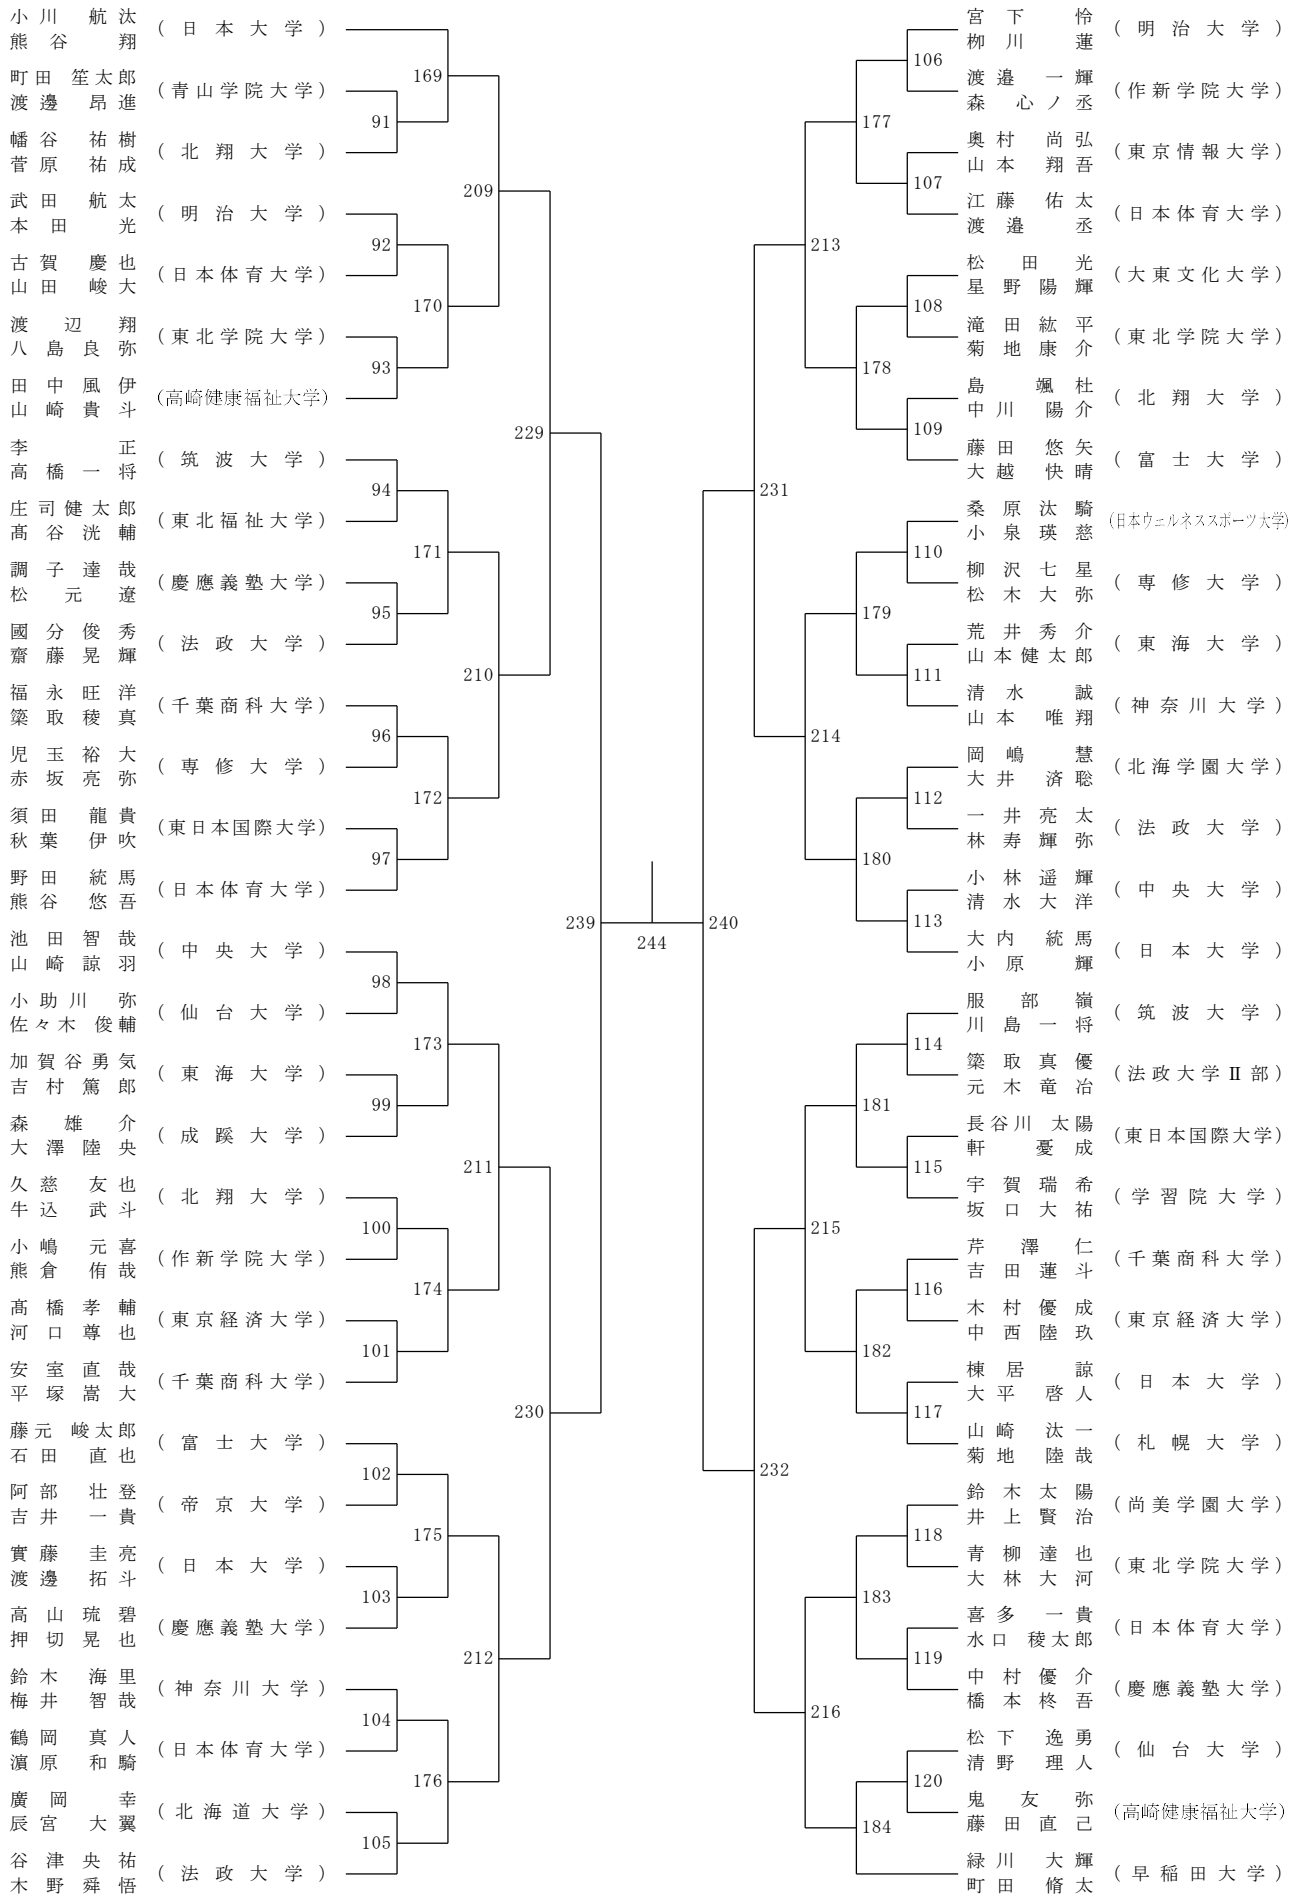 小川 航汰
熊谷 翔
(日本大学)
町田 笙太郎
渡邊 昂進
(青山学院大学)
幡谷 祐樹
菅原 祐成
(北翔大学)
武田 航太
本田 光
(明治大学)
古賀 慶也
山田 峻大
(日本体育大学)
渡辺 翔
八島良弥
(東北学院大学)
田中風伊
山崎貴斗
(高崎健康福祉大学)
李 正
高橋一将
(筑波大学)
庄司健太郎
髙谷洸輔
(東北福祉大学)
調子達哉
松元 遼
(慶應義塾大学)
國分俊秀
齋藤晃輝
(法政大学)
福永旺洋
簗取稜真
(千葉商科大学)
児玉裕大
赤坂亮弥
(専修大学)
須田 龍貴
秋葉 伊吹
(東日本国際大学)
野田 統馬
熊谷 悠吾
(日本体育大学)
池田智哉
山崎諒羽
(中央大学)
小助川 弥
佐々木 俊輔
(仙台大学)
加賀谷勇気
吉村篤郎
(東海大学)
森 雄介
大澤陸央
(成蹊大学)
久慈 友也
牛込 武斗
(北翔大学)
小嶋 元喜
熊倉 侑哉
(作新学院大学)
髙橋孝輔
河口尊也
(東京経済大学)
安室直哉
平塚嵩大
(千葉商科大学)
藤元 峻太郎
石田 直也
(富士大学)
阿部 壮登
吉井 一貴
(帝京大学)
實藤 圭亮
渡邊 拓斗
(日本大学)
高山琉碧
押切晃也
(慶應義塾大学)
鈴木 海里
梅井 智哉
(神奈川大学)
鶴岡 真人
濵原 和騎
(日本体育大学)
廣岡 幸
辰宮 大翼
(北海道大学)
谷津央祐
木野舜悟
(法政大学)
169
91
209
92
170
93
229
94
171
95
210
96
172
97
239
98
173
99
211
100
174
101
230
102
175
103
212
104
176
105
244
240
106
177
107
213
108
178
109
231
110
179
111
214
112
180
113
114
181
115
215
116
182
117
232
118
183
119
216
120
184
宮下 怜
栁川 蓮
(明治大学)
渡邉 一輝
森 心ノ丞
(作新学院大学)
奥村 尚弘
山本 翔吾
(東京情報大学)
江藤 佑太
渡邉 丞
(日本体育大学)
松田 光
星野陽輝
(大東文化大学)
滝田紘平
菊地康介
(東北学院大学)
島 颯杜
中川 陽介
(北翔大学)
藤田 悠矢
大越 快晴
(富士大学)
桑原汰騎
小泉瑛慈
(日本ウェルネススポーツ大学)
柳沢七星
松木大弥
(専修大学)
荒井秀介
山本健太郎
(東海大学)
清水 誠
山本 唯翔
(神奈川大学)
岡嶋 慧
大井 済聡
(北海学園大学)
一井亮太
林寿輝弥
(法政大学)
小林遥輝
清水大洋
(中央大学)
大内 統馬
小原 輝
(日本大学)
服部 嶺
川島一将
(筑波大学)
簗取真優
元木竜冶
(法政大学Ⅱ部)
長谷川 太陽
軒 憂成
(東日本国際大学)
宇賀瑞希
坂口大祐
(学習院大学)
芹澤 仁
吉田蓮斗
(千葉商科大学)
木村優成
中西陸玖
(東京経済大学)
棟居 諒
大平 啓人
(日本大学)
山崎 汰一
菊地 陸哉
(札幌大学)
鈴木太陽
井上賢治
(尚美学園大学)
青柳達也
大林大河
(東北学院大学)
喜多 一貴
水口 稜太郎
(日本体育大学)
中村優介
橋本柊吾
(慶應義塾大学)
松下 逸勇
清野 理人
(仙台大学)
鬼 友弥
藤田直己
(高崎健康福祉大学)
緑川 大輝
町田 脩太
(早稲田大学)